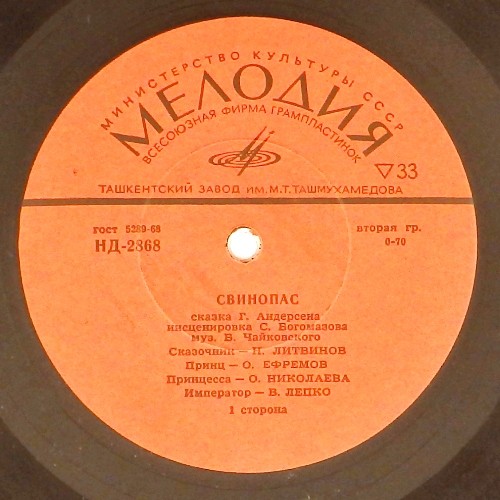 МИНИСТЕРСТВО КУЛЬТУРЫ СССР
МЕЛОДИЯ
ВСЕСОЮЗНАЯ ФИРМА ГРАМПЛАСТИНОК
33
ТАШКЕНТСКИЙ ЗАВОД ИМ. М.Т. ТАШМУХАМЕДОВА
гост 5289-68
вторая гр.
НД-2868
0-70
СВИНОПАС
сказка Г. Андерсена
инсценировка С. Богомазова
муз. Б. Чайковского
Сказочник — Н. ЛИТВИНОВ
Принц — О. ЕФРЕМОВ
Принцесса — О. НИКОЛАЕВА
Император — В. ЛЕПКО
1 сторона